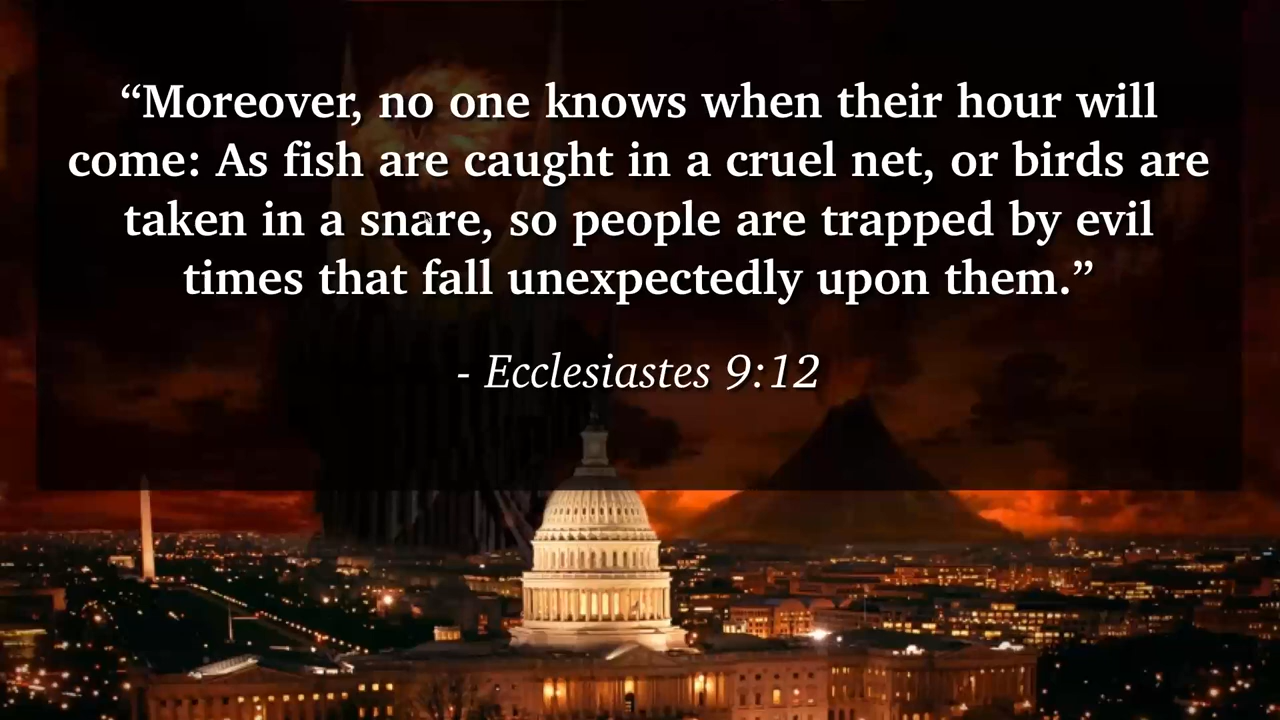 “Moreover, no one knows when their hour will
come: As fish are caught in a cruel net, or birds are
taken in a snare, so people are trapped by evil
times that fall unexpectedly upon them.”
- Ecclesiastes 9:12